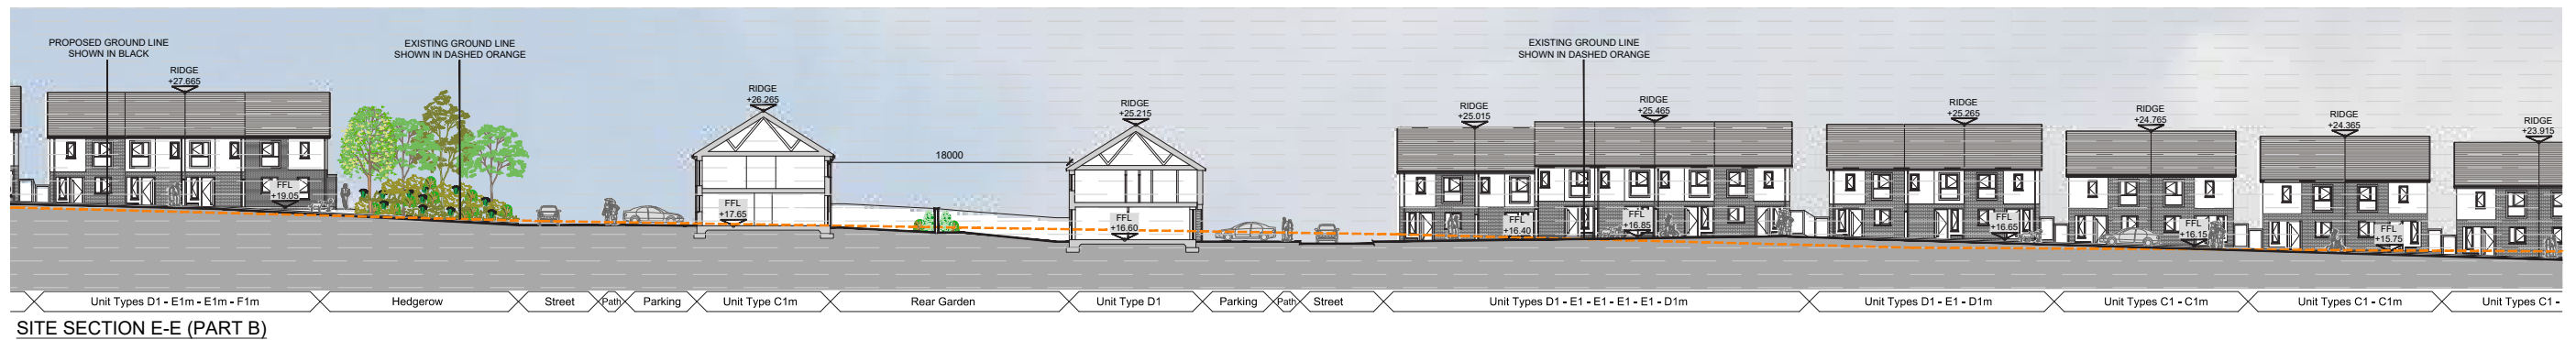 PROPOSED GROUND LINE
SHOWN IN BLACK
EXISTING GROUND LINE
SHOWN IN DASHED ORANGE
EXISTING GROUND LINE
SHOWN IN DASHED ORANGE
RIDGE
+27.665
RIDGE
+26.265
RIDGE
+25.215
RIDGE
+25.015
RIDGE
+25.465
RIDGE
+25.265
RIDGE
+24.765
RIDGE
+24.365
RIDGE
+23.915
18000
FFL
+19.05
FFL
+17.65
FFL
+16.60
FFL
+16.40
FFL
+16.85
FFL
+16.65
FFL
+16.15
FFL
+15.75
Unit Types D1 - E1m - E1m - F1m
Hedgerow
Street
Path
Parking
Unit Type C1m
Rear Garden
Unit Type D1
Parking
Path
Street
Unit Types D1 - E1 - E1 - E1 - E1 - D1m
Unit Types D1 - E1 - D1m
Unit Types C1 - C1m
Unit Types C1 - C1m
Unit Types C1 -
SITE SECTION E-E (PART B)